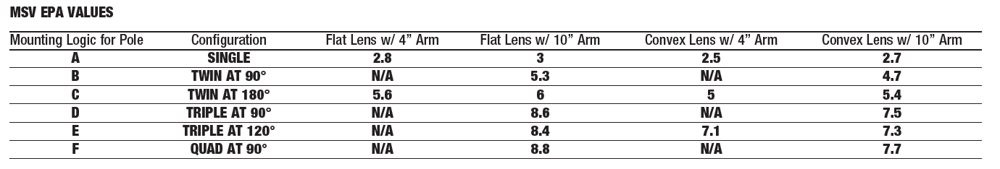 MSV EPA VALUES
Mounting Logic for Pole Configuration Flat Lens w/ 4” Arm Flat Lens w/ 10” Arm Convex Lens w/ 4” Arm Convex Lens w/ 10” Arm
A SINGLE 2.8 3 2.5 2.7
B TWIN AT 90° N/A 5.3 N/A 4.7
C TWIN AT 180° 5.6 6 5 5.4
D TRIPLE AT 90° N/A 8.6 N/A 7.5
E TRIPLE AT 120° N/A 8.4 7.1 7.3
F QUAD AT 90° N/A 8.8 N/A 7.7